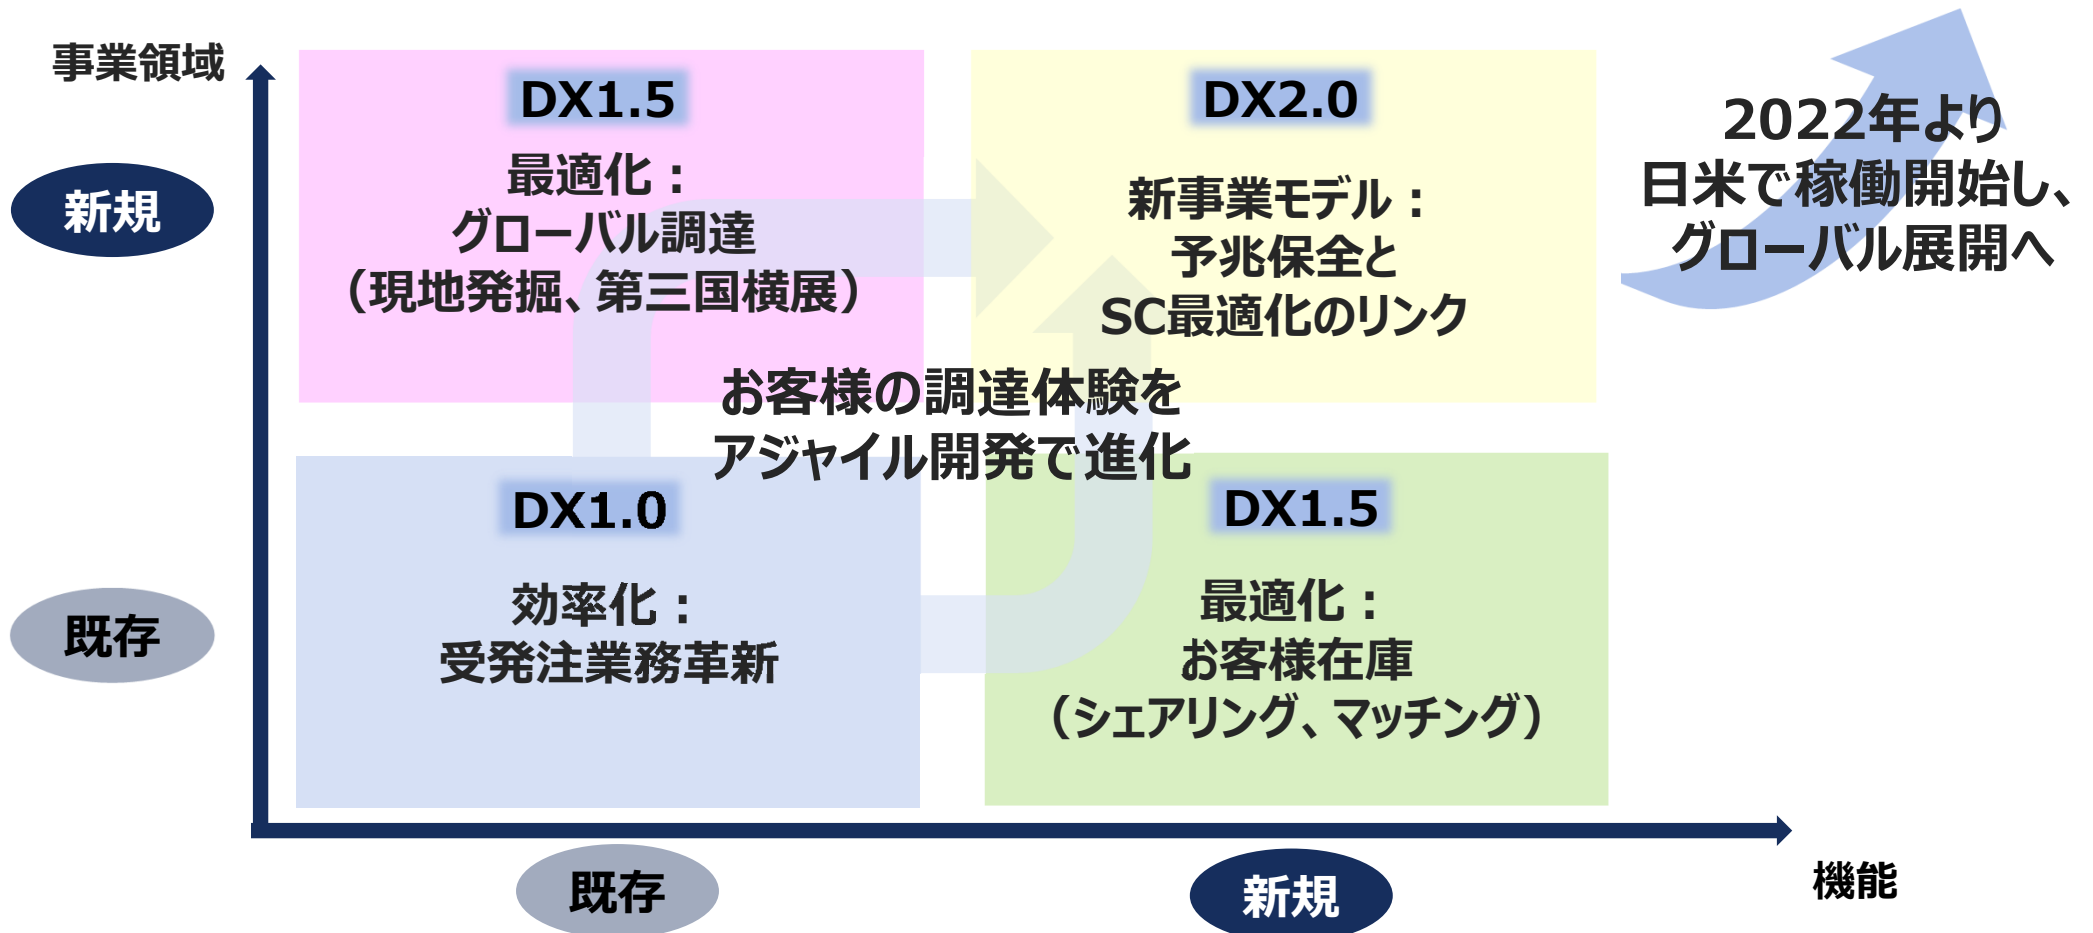 事業領域
新規
既存
DX1.5
最適化：
グローバル調達
（現地発掘、第三国横展）
DX2.0
新事業モデル：
予兆保全と
SC最適化のリンク
2022年より
日米で稼働開始し、
グローバル展開へ
お客様の調達体験を
アジャイル開発で進化
DX1.0
効率化：
受発注業務革新
DX1.5
最適化：
お客様在庫
（シェアリング、マッチング）
既存
新規
機能